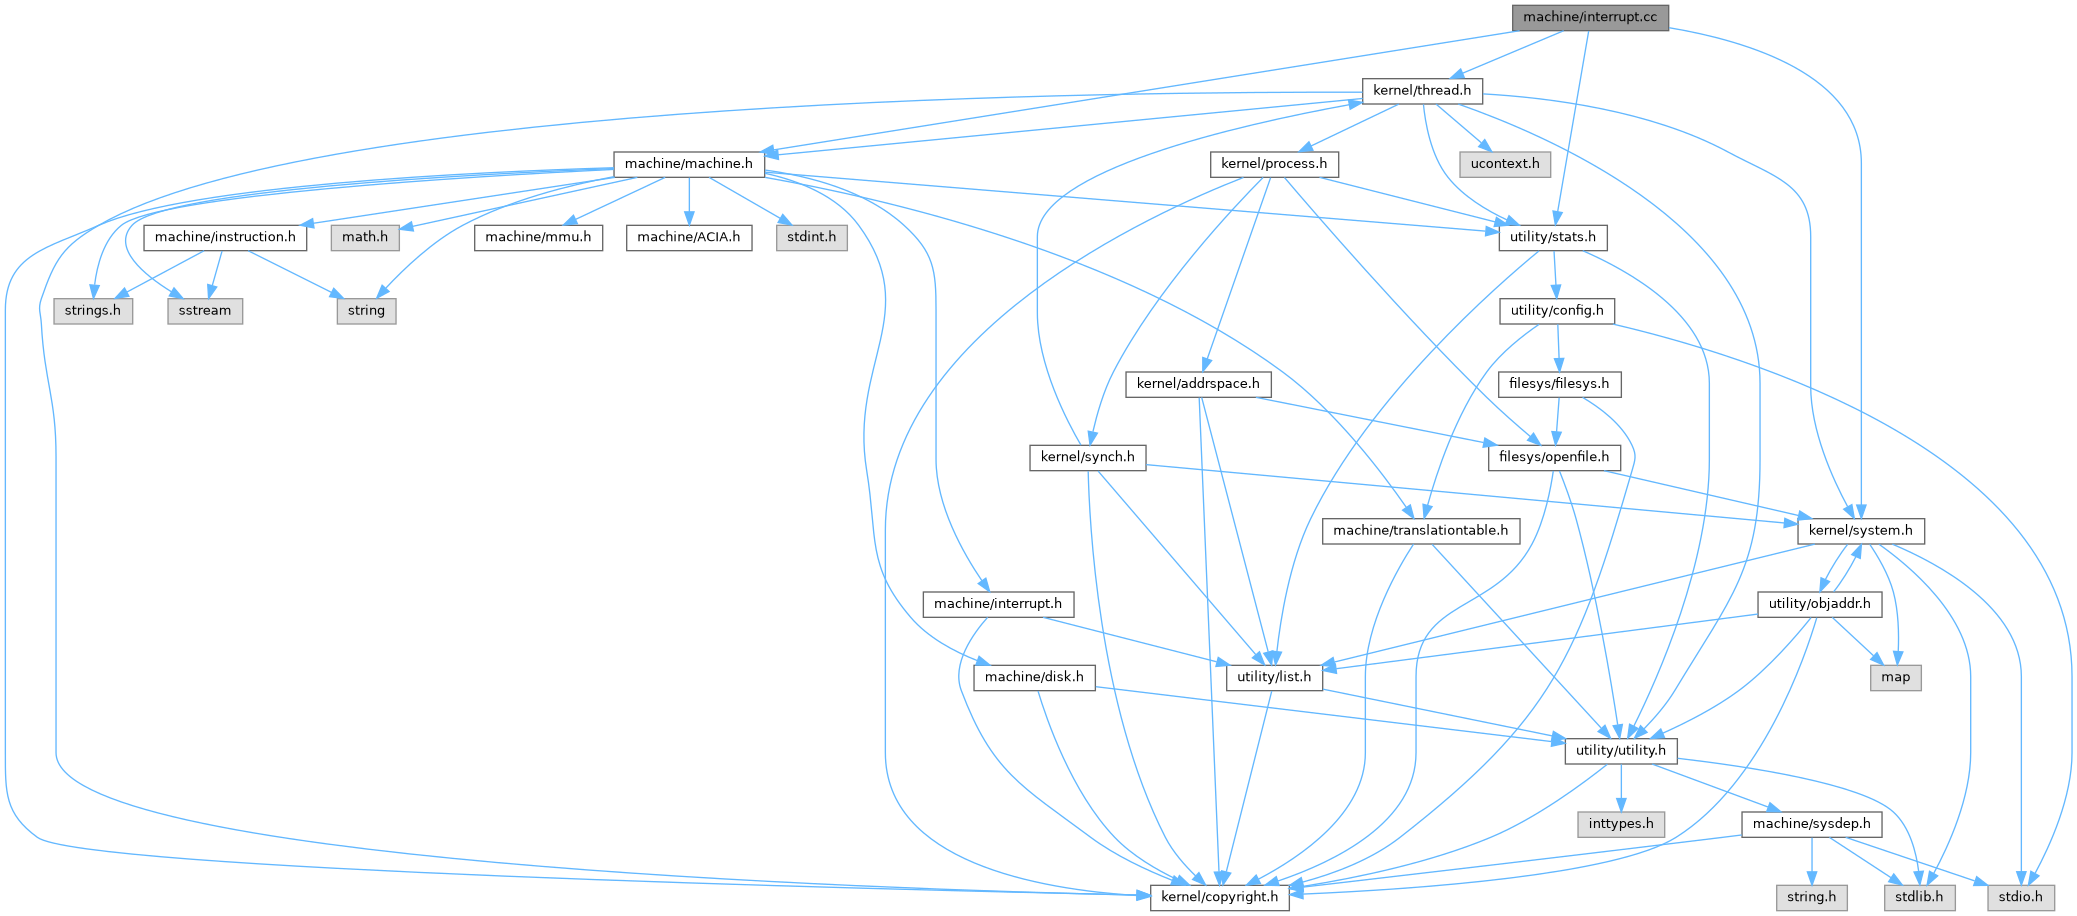 machine/interrupt.cc
kernel/thread.h
machine/machine.h
kernel/process.h
ucontext.h
machine/instruction.h
math.h
machine/mmu.h
machine/ACIA.h
stdint.h
utility/stats.h
strings.h
sstream
string
utility/config.h
kernel/addrspace.h
filesys/filesys.h
kernel/synch.h
filesys/openfile.h
machine/translationtable.h
kernel/system.h
machine/interrupt.h
utility/objaddr.h
machine/disk.h
utility/list.h
map
utility/utility.h
inttypes.h
machine/sysdep.h
kernel/copyright.h
string.h
stdlib.h
stdio.h